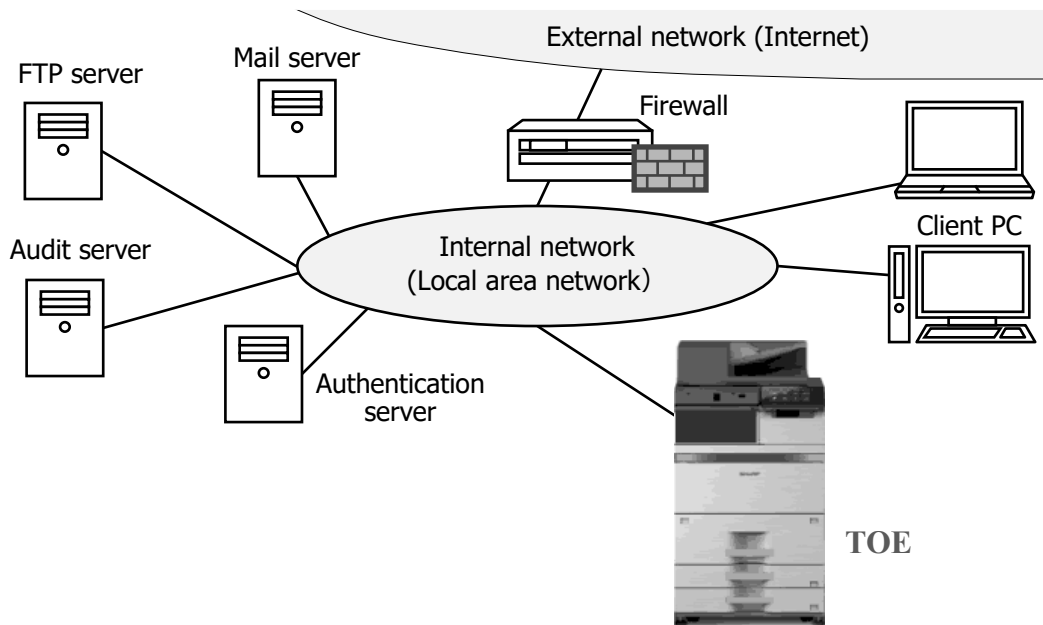 External network (Internet)
Mail server
FTP server
Firewall
Client PC
Internal network
(Local area network)
Audit server
Authentication
server
SHARP
TOE